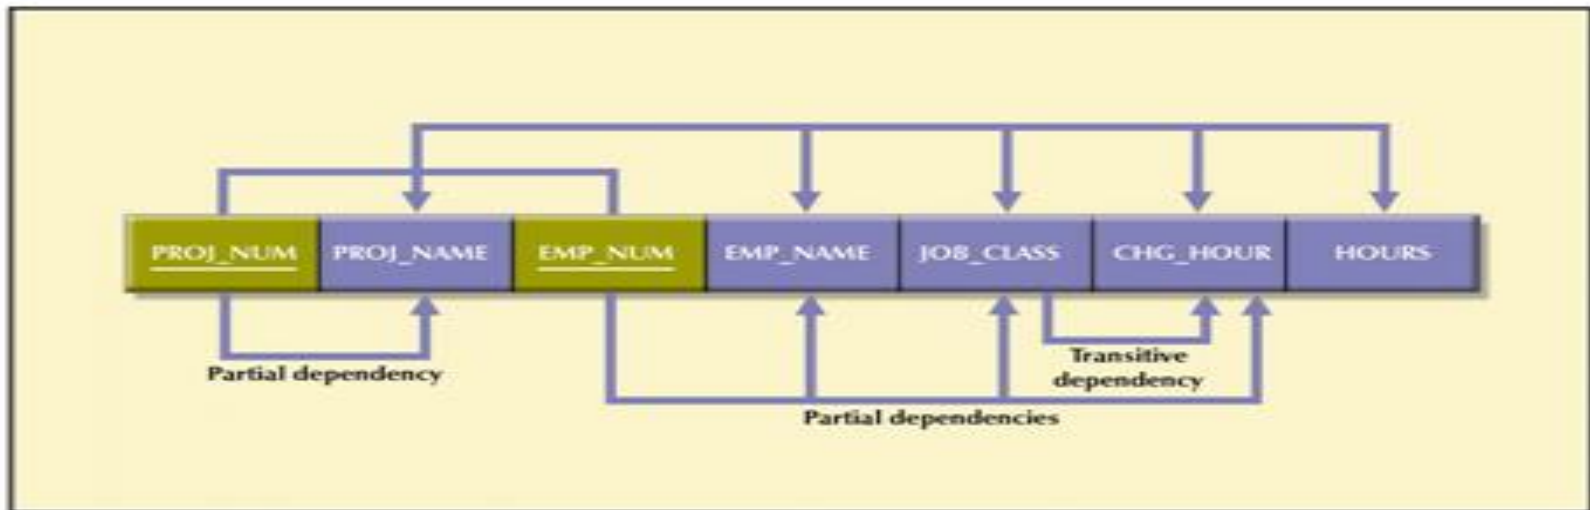 PROJ_NUM PROJ_NAME EMP_NUM EMP_NAME JOB_CLASS CHG_HOUR HOURS
Partial dependency
Transitive
dependency
Partial dependencies